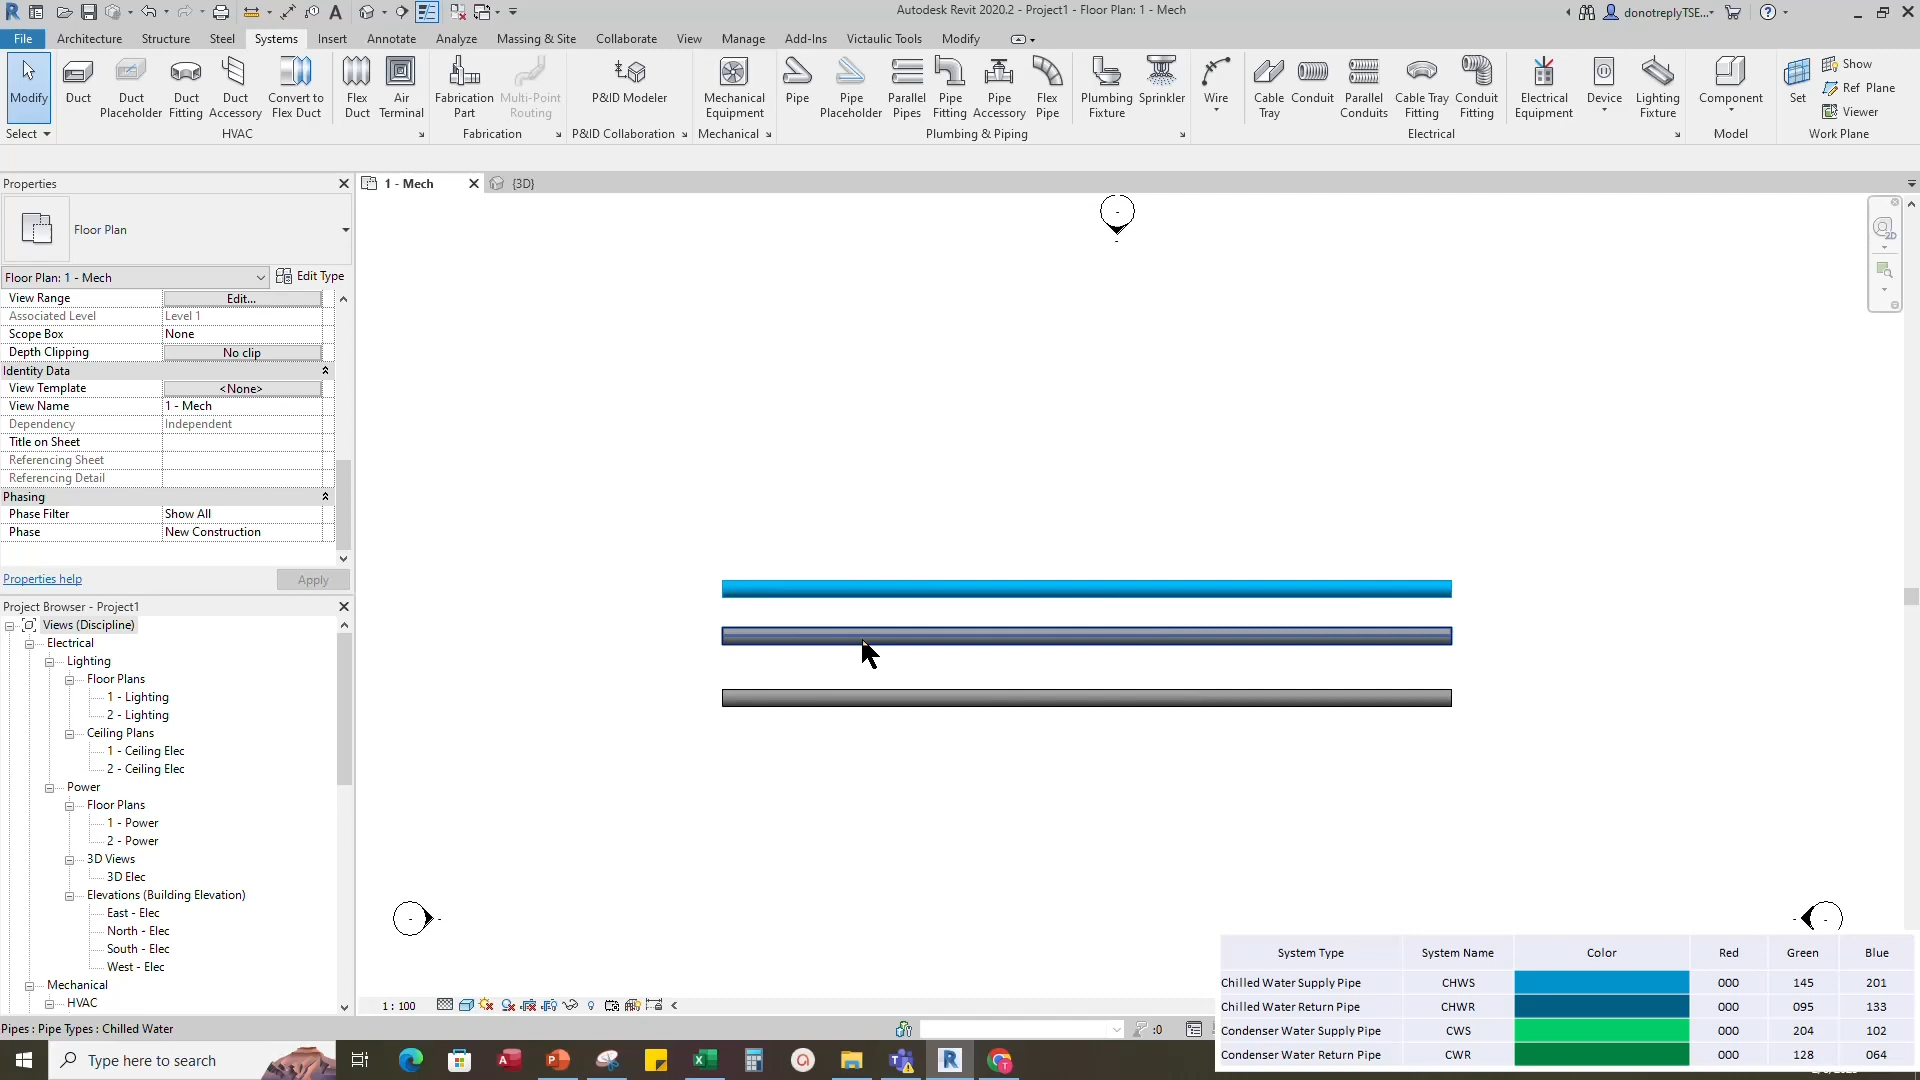 Autodesk Revit 2020.2 - Project1 - Floor Plan: 1 - Mech
donotreplyTSE...
File Architecture Structure Steel Systems Insert Annotate Analyze Massing & Site Collaborate View Manage Add-Ins Victaulic Tools Modify
Modify
Duct
Duct Placeholder
Duct Fitting
Duct Accessory
Convert to Flex Duct
Flex Duct
Air Terminal
Fabrication Part
Multi-Point Routing
P&ID Modeler
Mechanical Equipment
Pipe
Pipe Placeholder
Parallel Pipes
Pipe Fitting
Pipe Accessory
Flex Pipe
Plumbing Fixture
Sprinkler
Wire
Cable Tray
Conduit
Parallel Conduits
Cable Tray Fitting
Conduit Fitting
Electrical Equipment
Device
Lighting Fixture
Component
Set
Show
Ref Plane
Viewer
Select HVAC Fabrication P&ID Collaboration Mechanical Plumbing & Piping Electrical Model Work Plane
Properties
1 - Mech
{3D}
Floor Plan
Floor Plan: 1 - Mech
Edit Type
View Range Edit...
Associated Level Level 1
Scope Box None
Depth Clipping No clip
Identity Data
View Template <None>
View Name 1 - Mech
Dependency Independent
Title on Sheet
Referencing Sheet
Referencing Detail
Phasing
Phase Filter Show All
Phase New Construction
Properties help
Apply
Project Browser - Project1
Views (Discipline)
Electrical
Lighting
Floor Plans
1 - Lighting
2 - Lighting
Ceiling Plans
1 - Ceiling Elec
2 - Ceiling Elec
Power
Floor Plans
1 - Power
2 - Power
3D Views
3D Elec
Elevations (Building Elevation)
East - Elec
North - Elec
South - Elec
West - Elec
Mechanical
HVAC
1 : 100
System Type System Name Color Red Green Blue
Chilled Water Supply Pipe CHWS 000 145 201
Chilled Water Return Pipe CHWR 000 095 133
Condenser Water Supply Pipe CWS 000 204 102
Condenser Water Return Pipe CWR 000 128 064
Pipes : Pipe Types : Chilled Water
:0
Type here to search